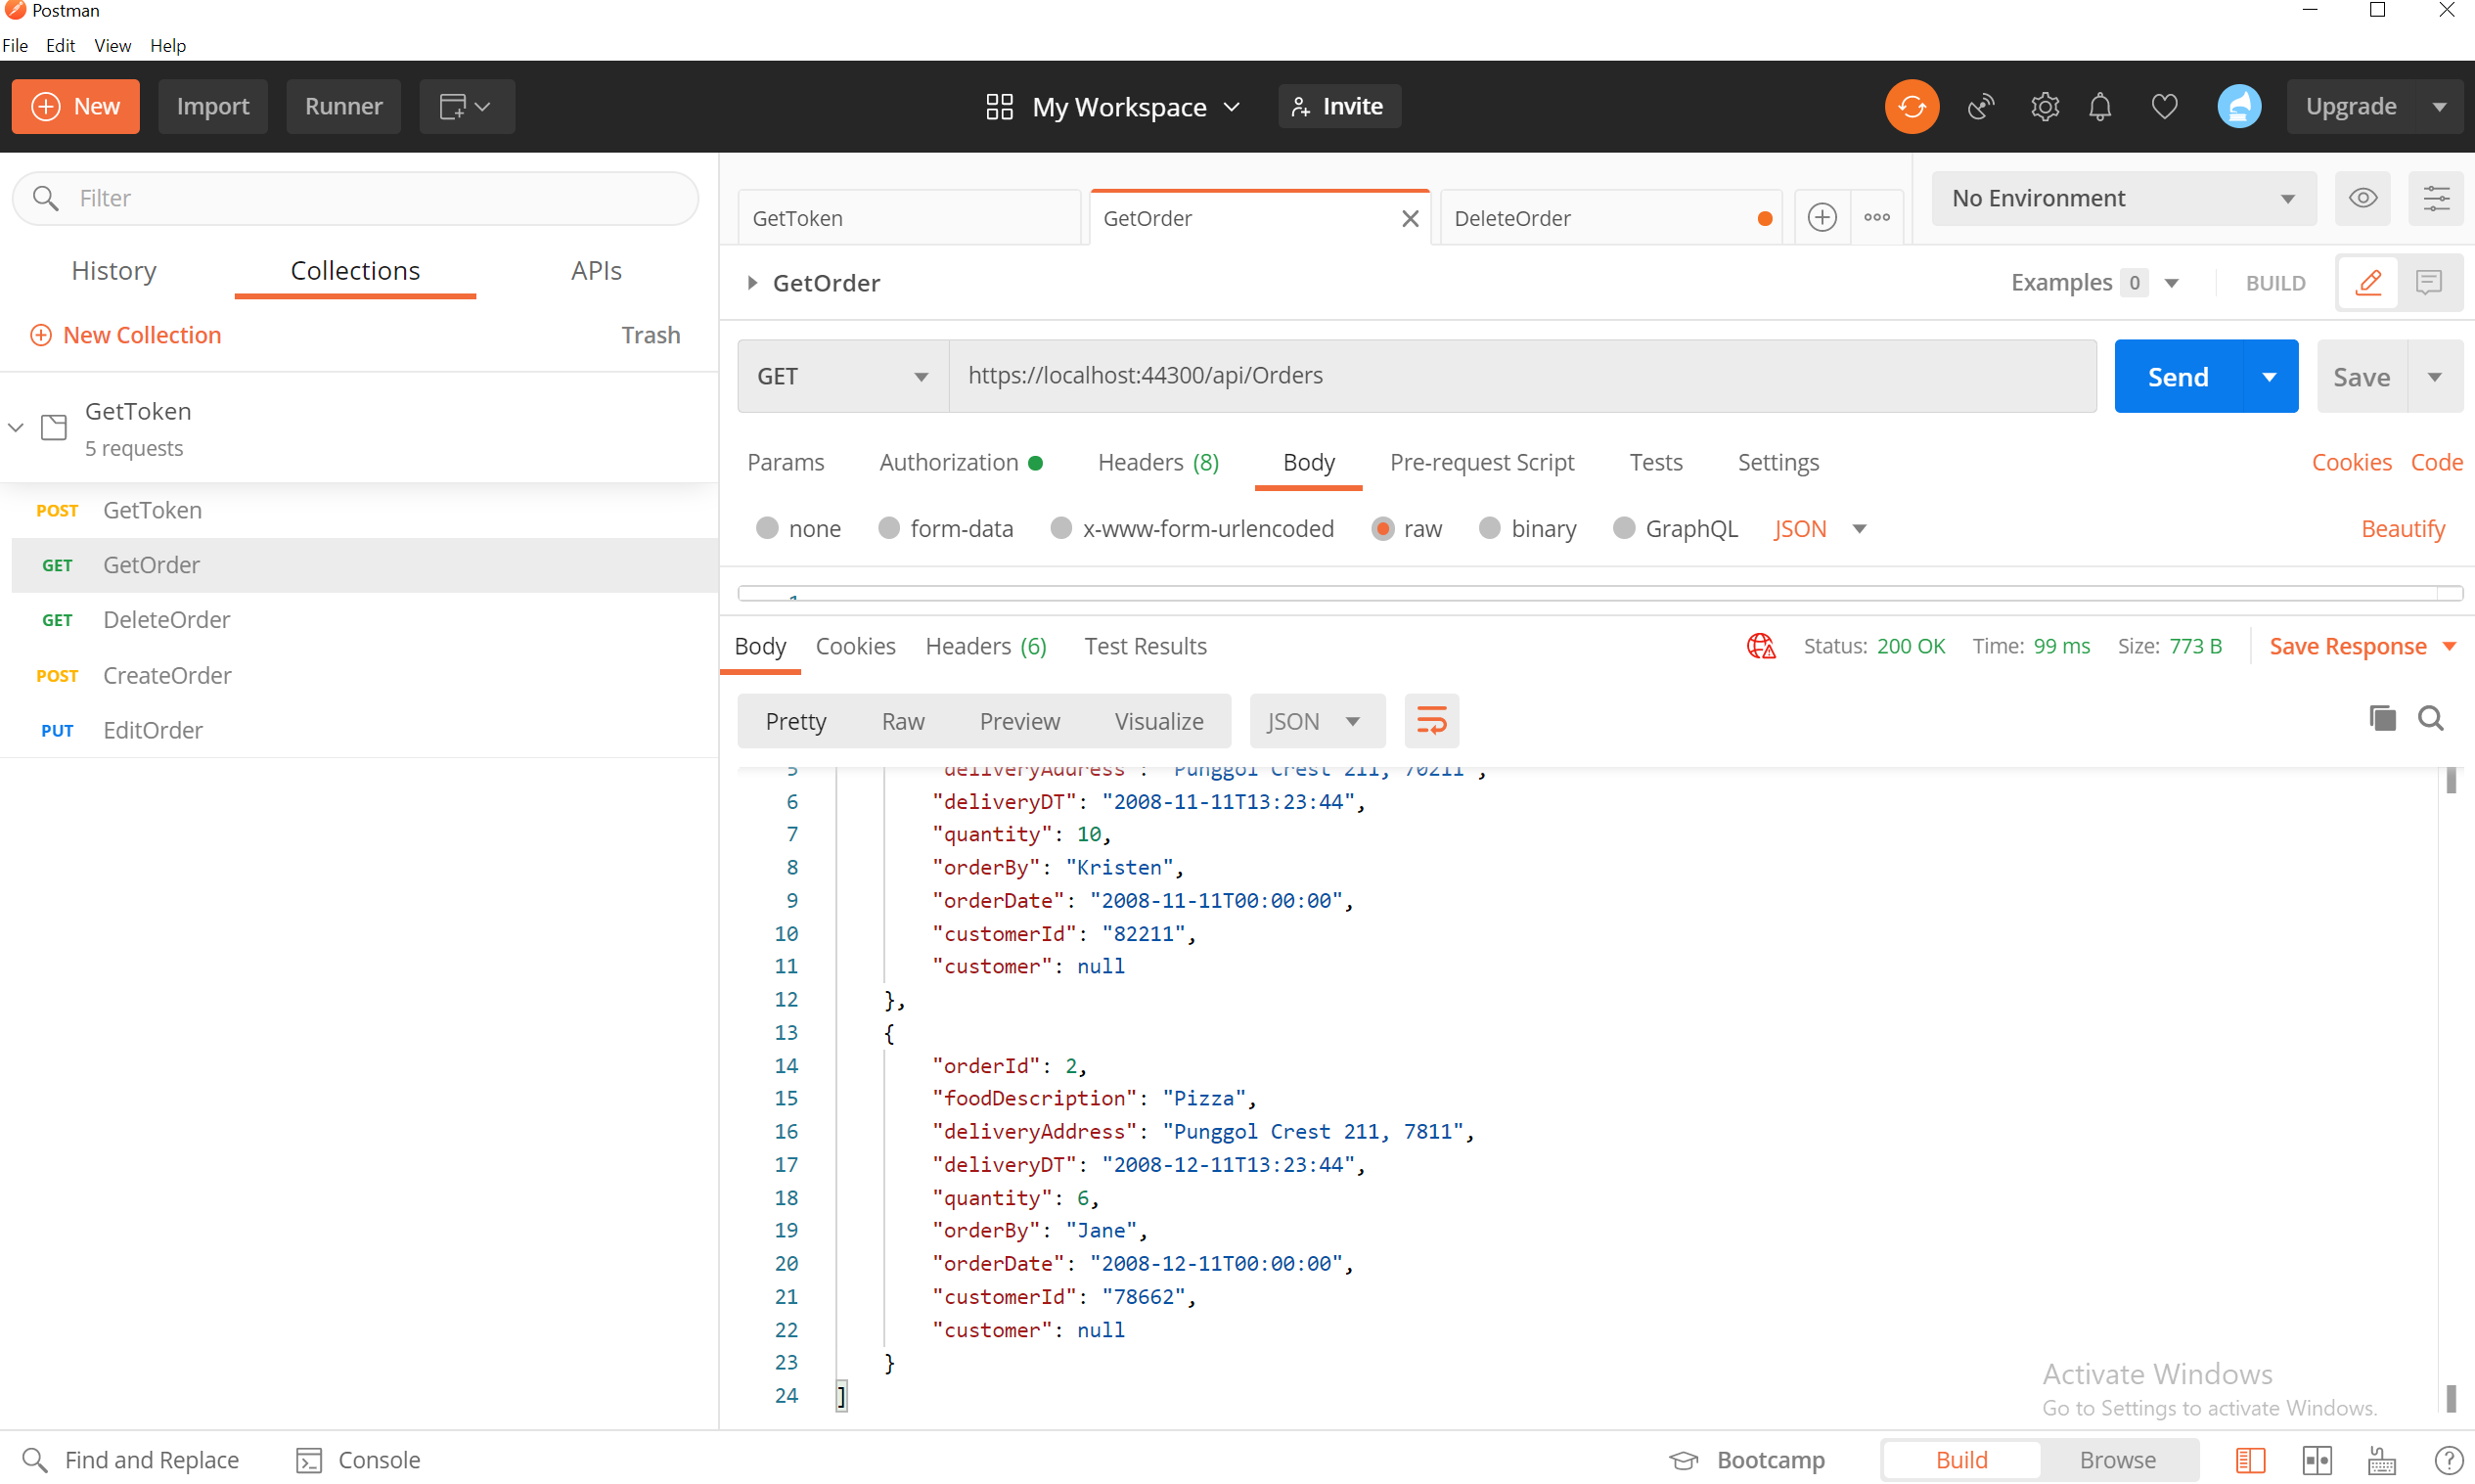 Postman
File Edit View Help
New Import Runner My Workspace Invite Upgrade
Filter
History Collections APIs
New Collection Trash
GetToken
5 requests
POST GetToken
GET GetOrder
GET DeleteOrder
POST CreateOrder
PUT EditOrder
GetToken GetOrder DeleteOrder No Environment
GetOrder Examples 0 BUILD
GET https://localhost:44300/api/Orders Send Save
Params Authorization Headers (8) Body Pre-request Script Tests Settings Cookies Code
none form-data x-www-form-urlencoded raw binary GraphQL JSON Beautify
1
Body Cookies Headers (6) Test Results Status: 200 OK Time: 99 ms Size: 773 B Save Response
Pretty Raw Preview Visualize JSON
5 "deliveryAddress": "Punggol Crest 211, 70211",
6 "deliveryDT": "2008-11-11T13:23:44",
7 "quantity": 10,
8 "orderBy": "Kristen",
9 "orderDate": "2008-11-11T00:00:00",
10 "customerId": "82211",
11 "customer": null
12 },
13 {
14 "orderId": 2,
15 "foodDescription": "Pizza",
16 "deliveryAddress": "Punggol Crest 211, 7811",
17 "deliveryDT": "2008-12-11T13:23:44",
18 "quantity": 6,
19 "orderBy": "Jane",
20 "orderDate": "2008-12-11T00:00:00",
21 "customerId": "78662",
22 "customer": null
23 }
24 ]
Activate Windows
Go to Settings to activate Windows.
Find and Replace Console Bootcamp Build Browse